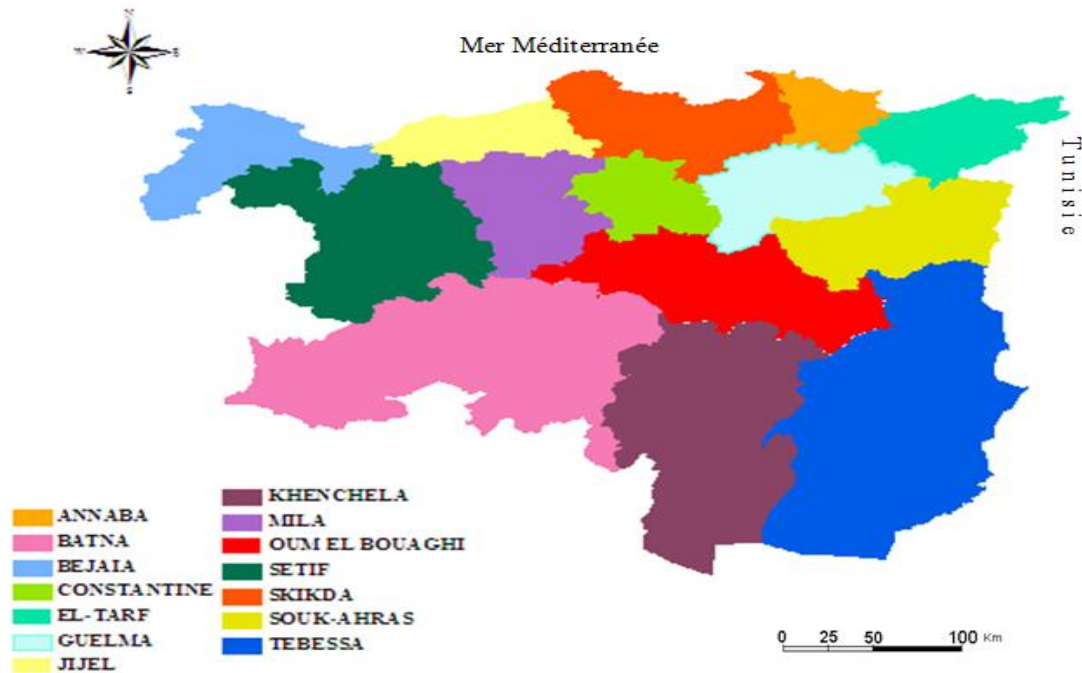 Mer Méditerranée
Tunisie
ANNABA
BATNA
BEJAIA
CONSTANTINE
EL-TARF
GUELMA
JIJEL
KHENCHELA
MILA
OUM EL BOUAGHI
SETIF
SKIKDA
SOUK-AHRAS
TEBESSA
0 25 50 100 Km